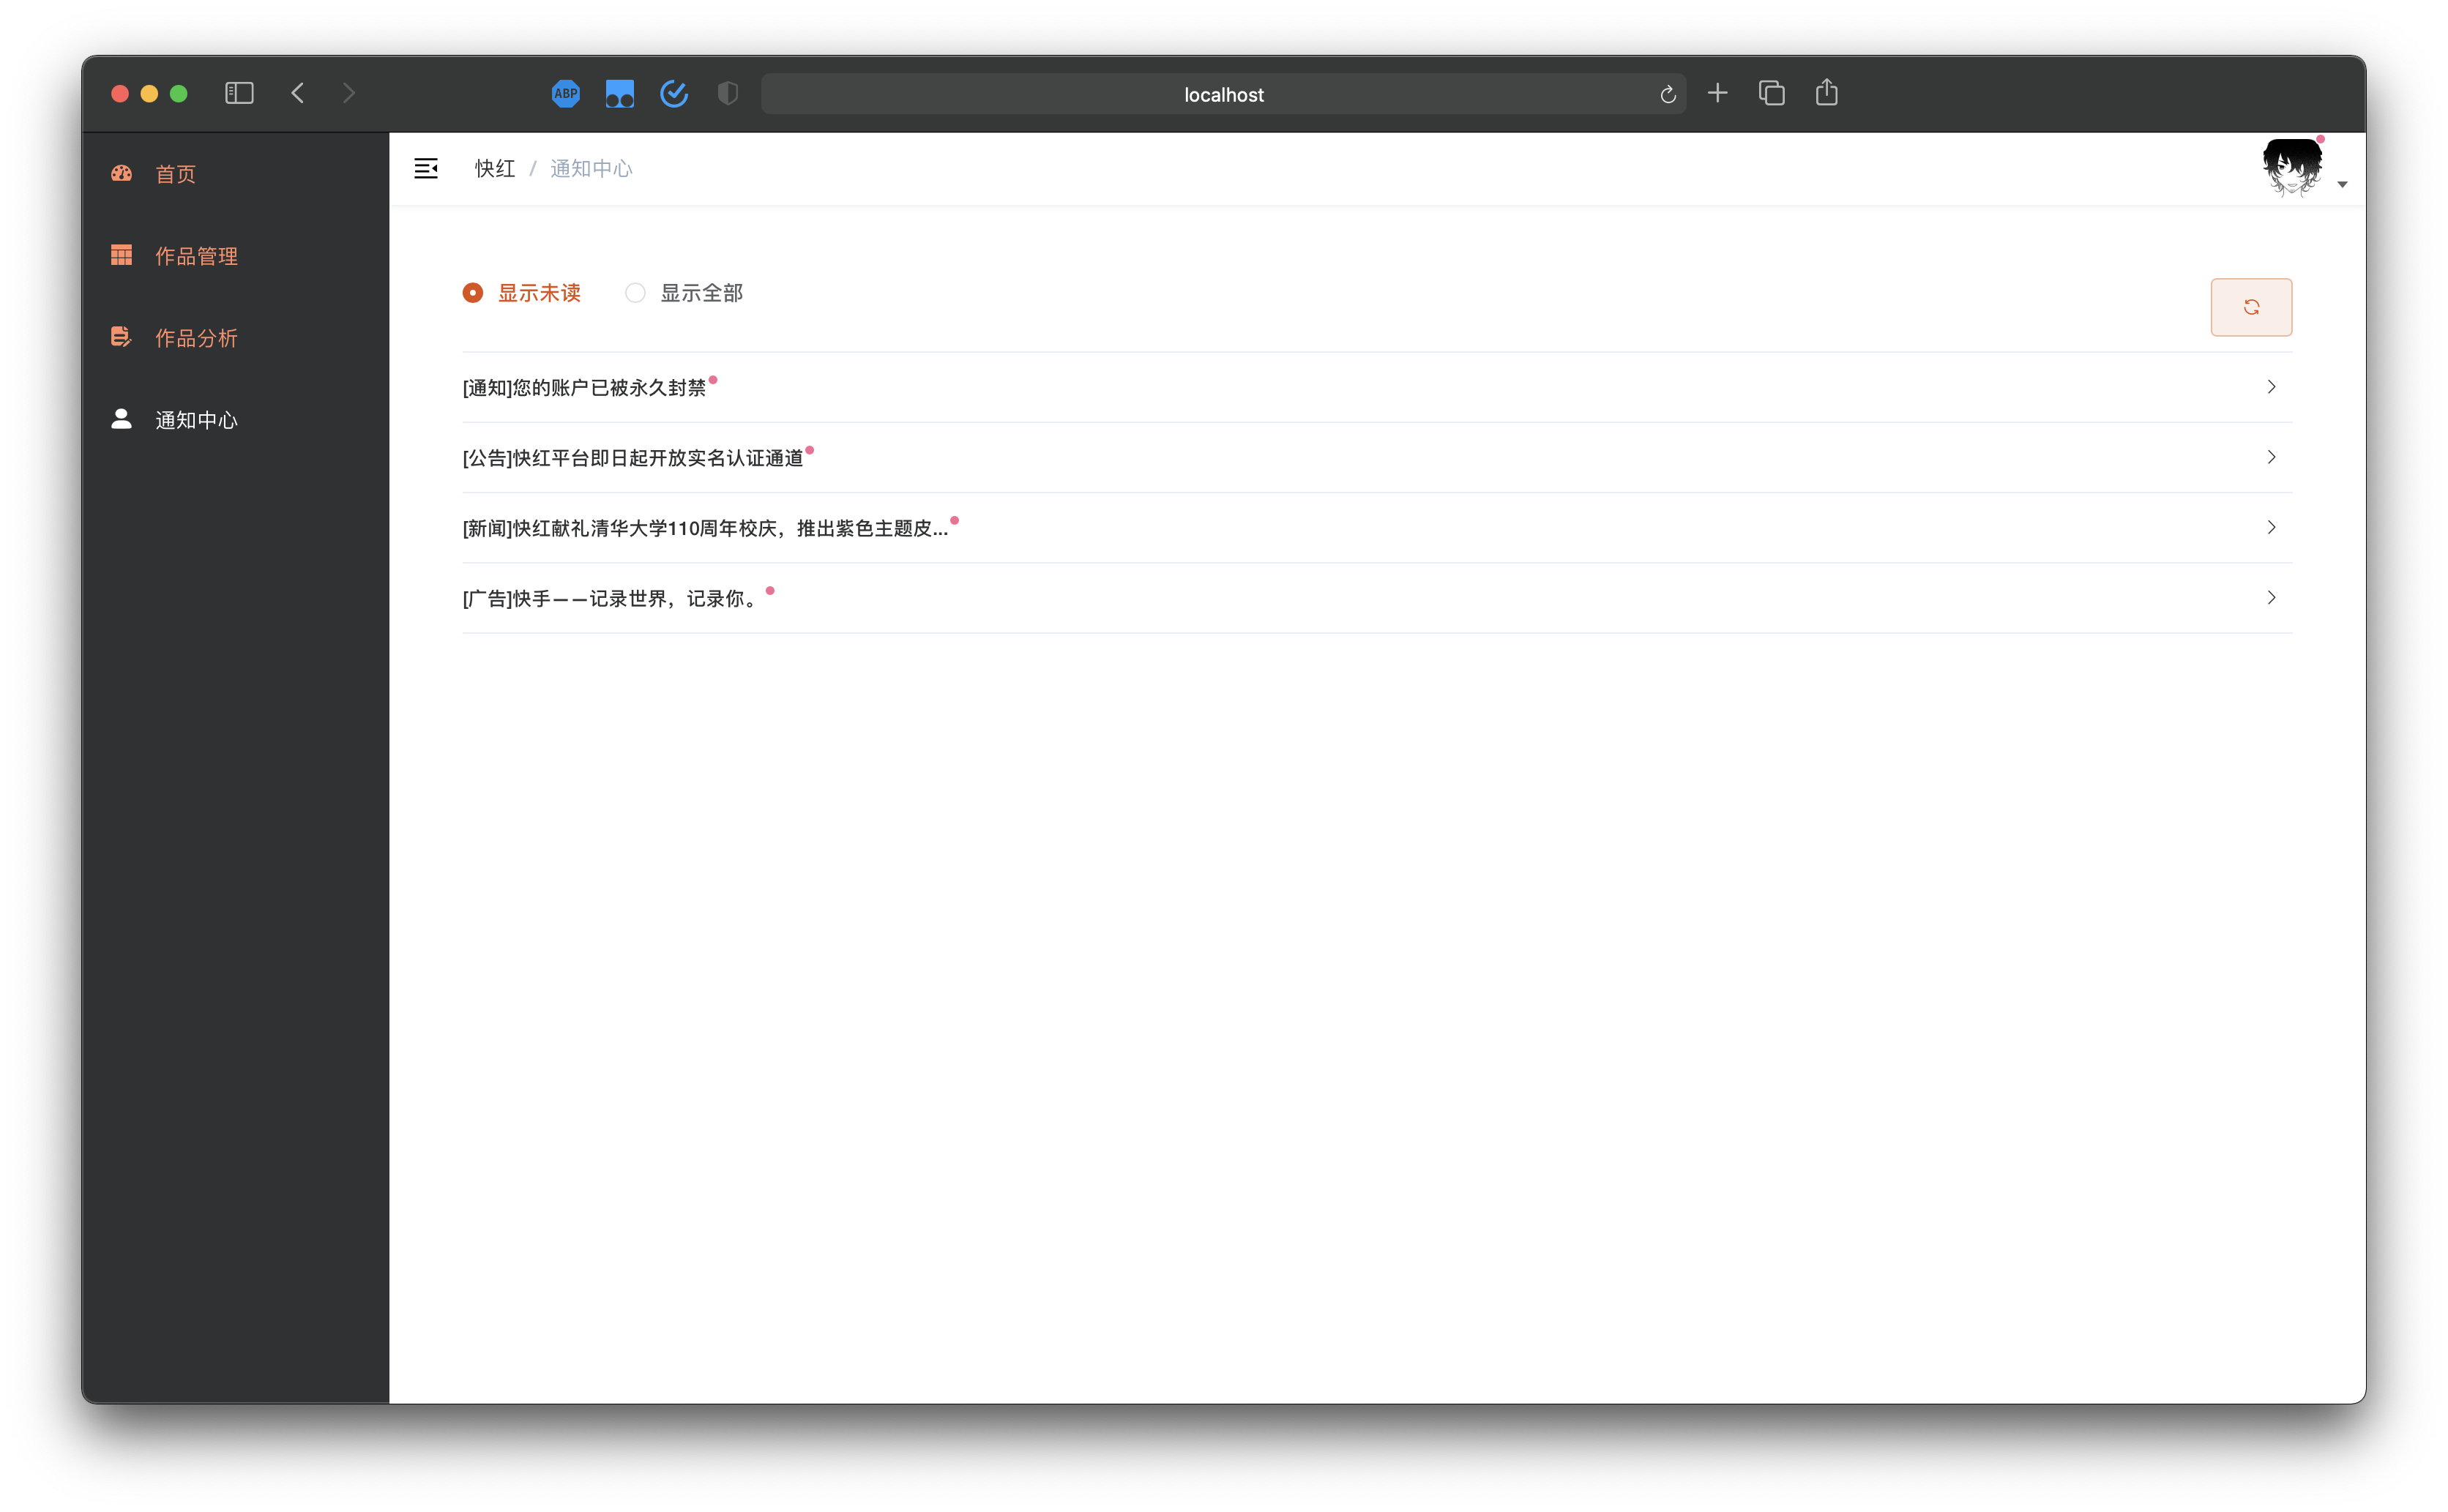 ABP
localhost
首页
作品管理
作品分析
通知中心
快红 / 通知中心
显示未读 显示全部
[通知]您的账户已被永久封禁
[公告]快红平台即日起开放实名认证通道
[新闻]快红献礼清华大学110周年校庆，推出紫色主题皮...
[广告]快手——记录世界，记录你。